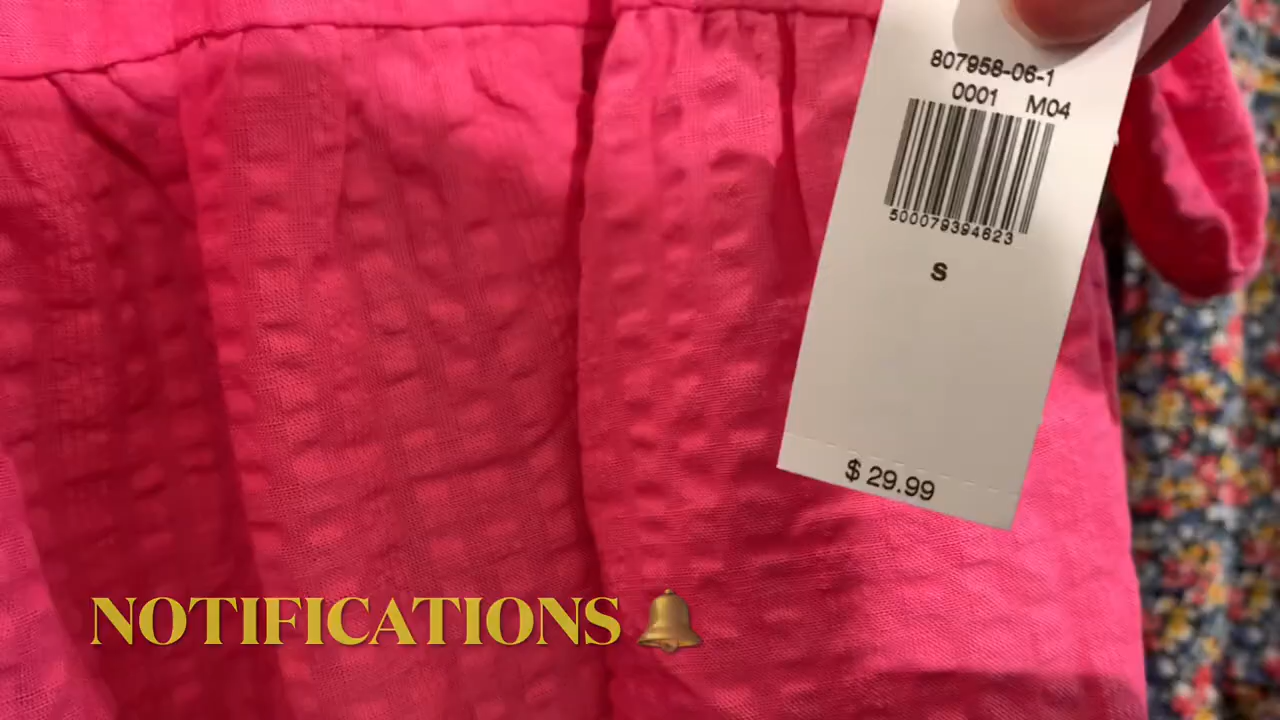 807958-06-1
0001 M04
500079394623
S
$ 29.99
NOTIFICATIONS